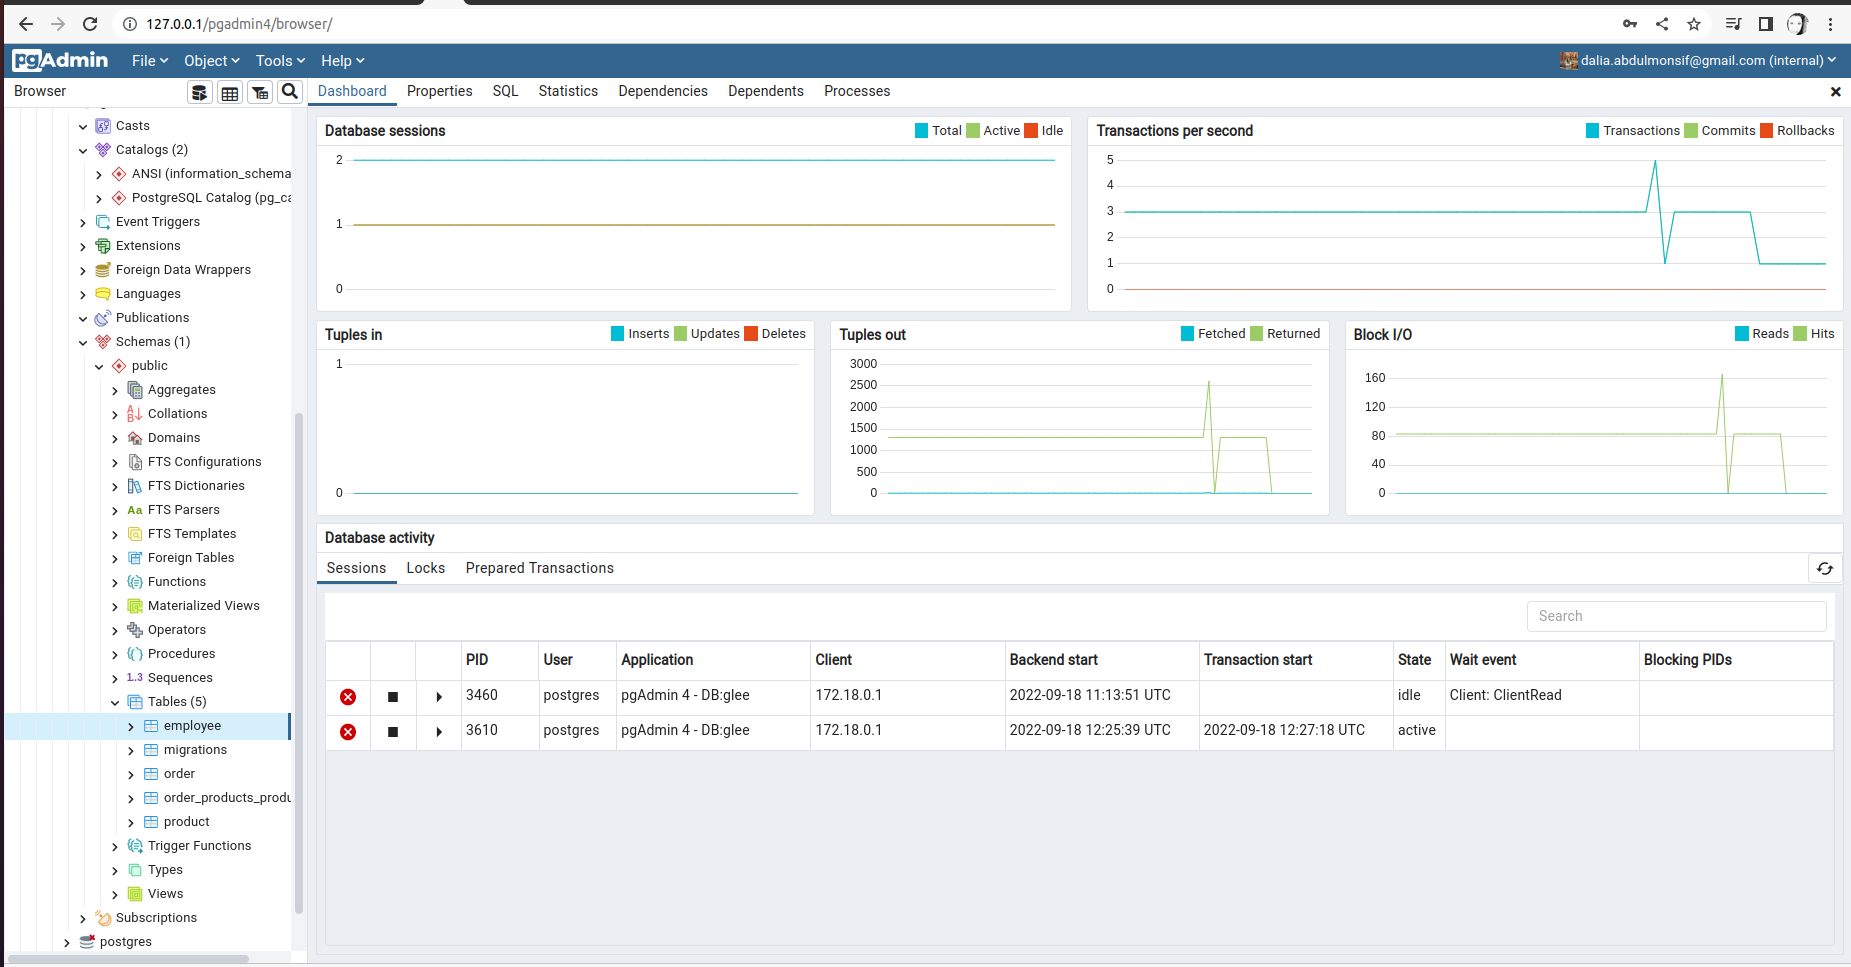 127.0.0.1/pgadmin4/browser/
pgAdmin File Object Tools Help dalia.abdulmonsif@gmail.com (internal)
Browser
Dashboard Properties SQL Statistics Dependencies Dependents Processes
Casts
Catalogs (2)
ANSI (information_schema
PostgreSQL Catalog (pg_ca
Event Triggers
Extensions
Foreign Data Wrappers
Languages
Publications
Schemas (1)
public
Aggregates
Collations
Domains
FTS Configurations
FTS Dictionaries
Aa FTS Parsers
FTS Templates
Foreign Tables
Functions
Materialized Views
Operators
Procedures
1..3 Sequences
Tables (5)
employee
migrations
order
order_products_produ
product
Trigger Functions
Types
Views
Subscriptions
postgres
Database sessions Total Active Idle
2
1
0
Transactions per second Transactions Commits Rollbacks
5
4
3
2
1
0
Tuples in Inserts Updates Deletes
1
0
Tuples out Fetched Returned
3000
2500
2000
1500
1000
500
0
Block I/O Reads Hits
160
120
80
40
0
Database activity
Sessions Locks Prepared Transactions
Search
PID User Application Client Backend start Transaction start State Wait event Blocking PIDs
3460 postgres pgAdmin 4 - DB:glee 172.18.0.1 2022-09-18 11:13:51 UTC idle Client: ClientRead
3610 postgres pgAdmin 4 - DB:glee 172.18.0.1 2022-09-18 12:25:39 UTC 2022-09-18 12:27:18 UTC active